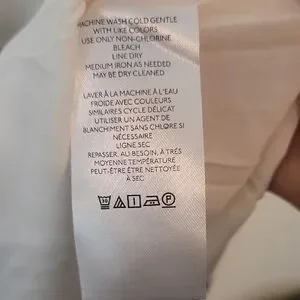 MACHINE WASH COLD GENTLE
WITH LIKE COLORS
USE ONLY NON-CHLORINE
BLEACH
LINE DRY
MEDIUM IRON AS NEEDED
MAY BE DRY CLEANED
LAVER À LA MACHINE À L'EAU
FROIDE AVEC COULEURS
SIMILAIRES CYCLE DÉLICAT
UTILISER UN AGENT DE
BLANCHIMENT SANS CHLORE SI
NÉCESSAIRE
LIGNE SEC
REPASSER, AU BESOIN, À TRÉS
MOYENNE TEMPÉRATURE
PEUT-ÊTRE ÊTRE NETTOYÉE
À SEC
30
P